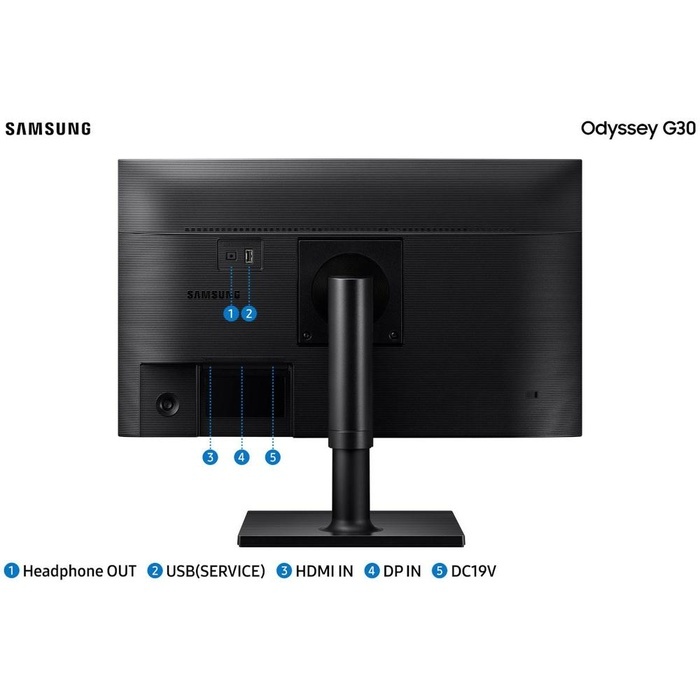 SAMSUNG
Odyssey G30
SAMSUNG
1 2
3 4 5
1 Headphone OUT 2 USB(SERVICE) 3 HDMI IN 4 DP IN 5 DC19V